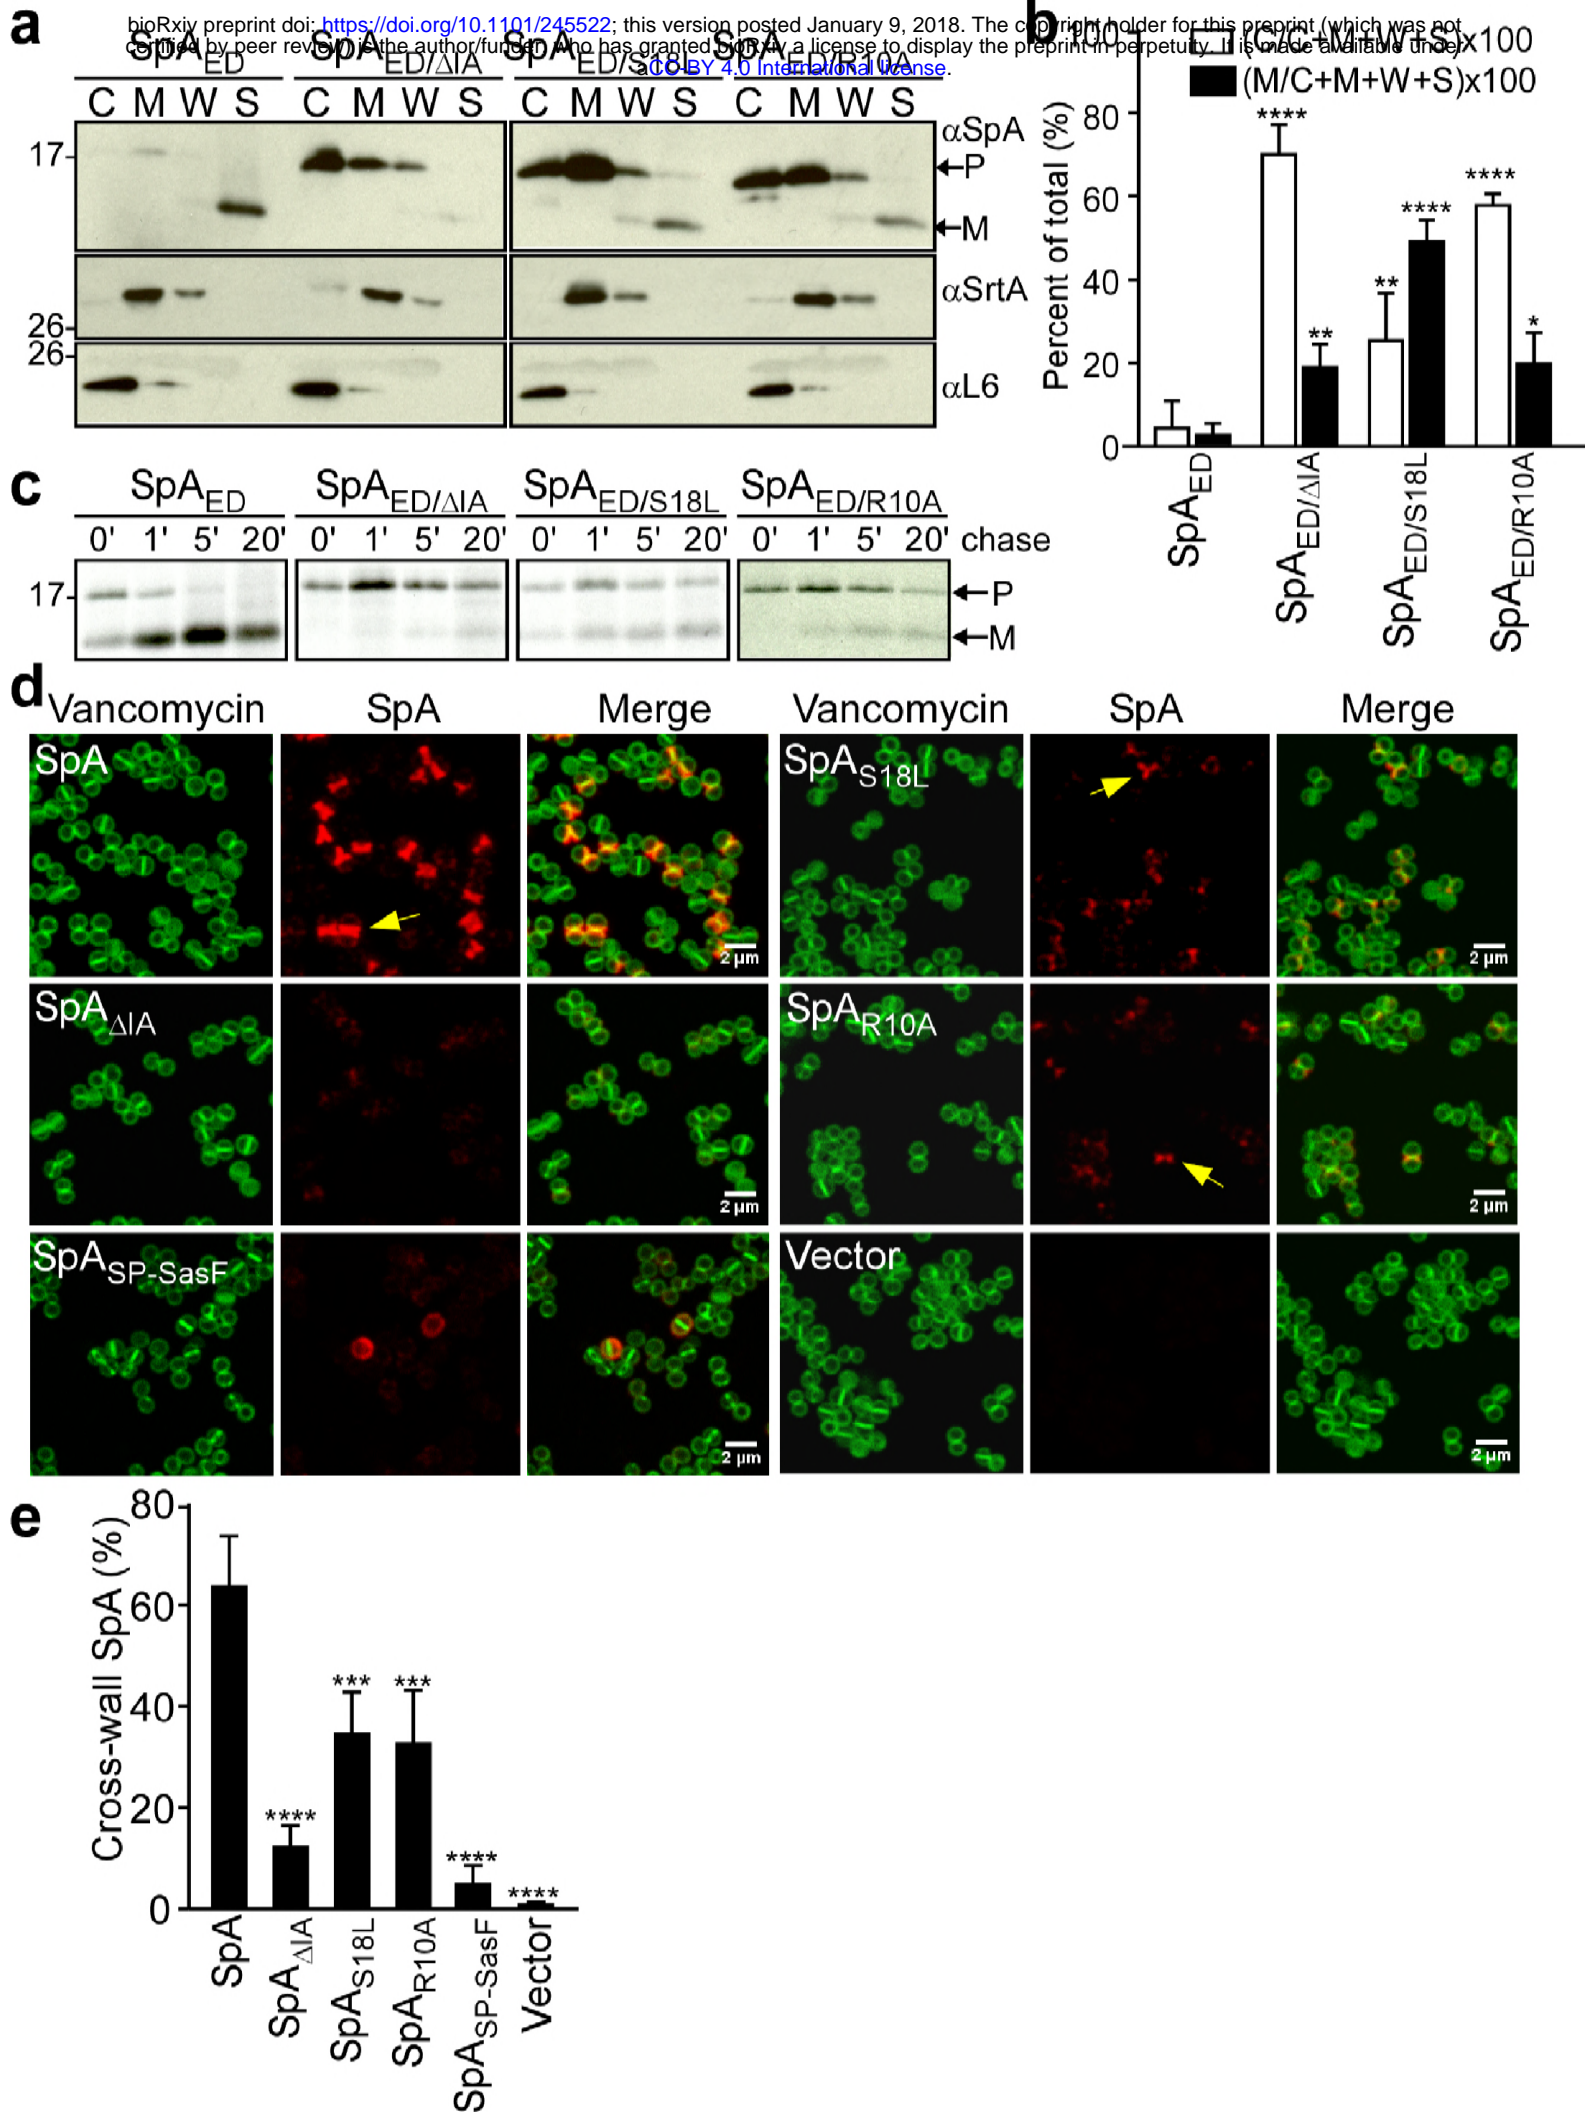 bioRxiv preprint doi: https://doi.org/10.1101/245522; this version posted January 9, 2018. The copyright holder for this preprint (which was not
certified by peer review) is the author/funder, who has granted bioRxiv a license to display the preprint in perpetuity. It is made available under
aCC-BY 4.0 International license.
a
SpAED SpAED/ΔIA SpAED/S18L SpAED/R10A
C M W S C M W S C M W S C M W S
αSpA
17
P
M
αSrtA
26
26
αL6
b
(C/C+M+W+S)x100
(M/C+M+W+S)x100
Percent of total (%)
100
80
60
40
20
0
**** ** ** **** **** *
SpAED SpAED/ΔIA SpAED/S18L SpAED/R10A
c
SpAED SpAED/ΔIA SpAED/S18L SpAED/R10A
0' 1' 5' 20' 0' 1' 5' 20' 0' 1' 5' 20' 0' 1' 5' 20' chase
17
P
M
d
Vancomycin SpA Merge Vancomycin SpA Merge
SpA SpAS18L
2 μm 2 μm
SpAΔIA SpAR10A
2 μm 2 μm
SpASP-SasF Vector
2 μm 2 μm
e
Cross-wall SpA (%)
80
60
40
20
0
**** *** *** **** ****
SpA SpAΔIA SpAS18L SpAR10A SpASP-SasF Vector